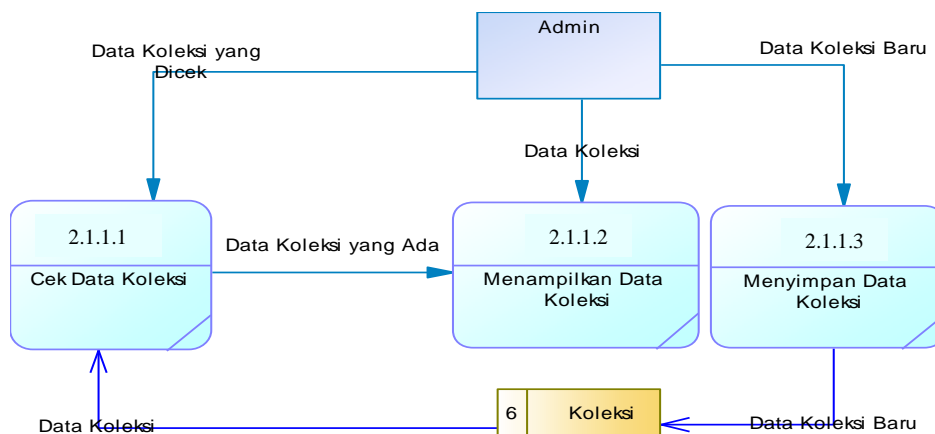 Admin
Data Koleksi yang
Dicek
Data Koleksi Baru
Data Koleksi
2.1.1.1
Cek Data Koleksi
Data Koleksi yang Ada
2.1.1.2
Menampilkan Data
Koleksi
2.1.1.3
Menyimpan Data
Koleksi
Data Koleksi
6
Koleksi
Data Koleksi Baru